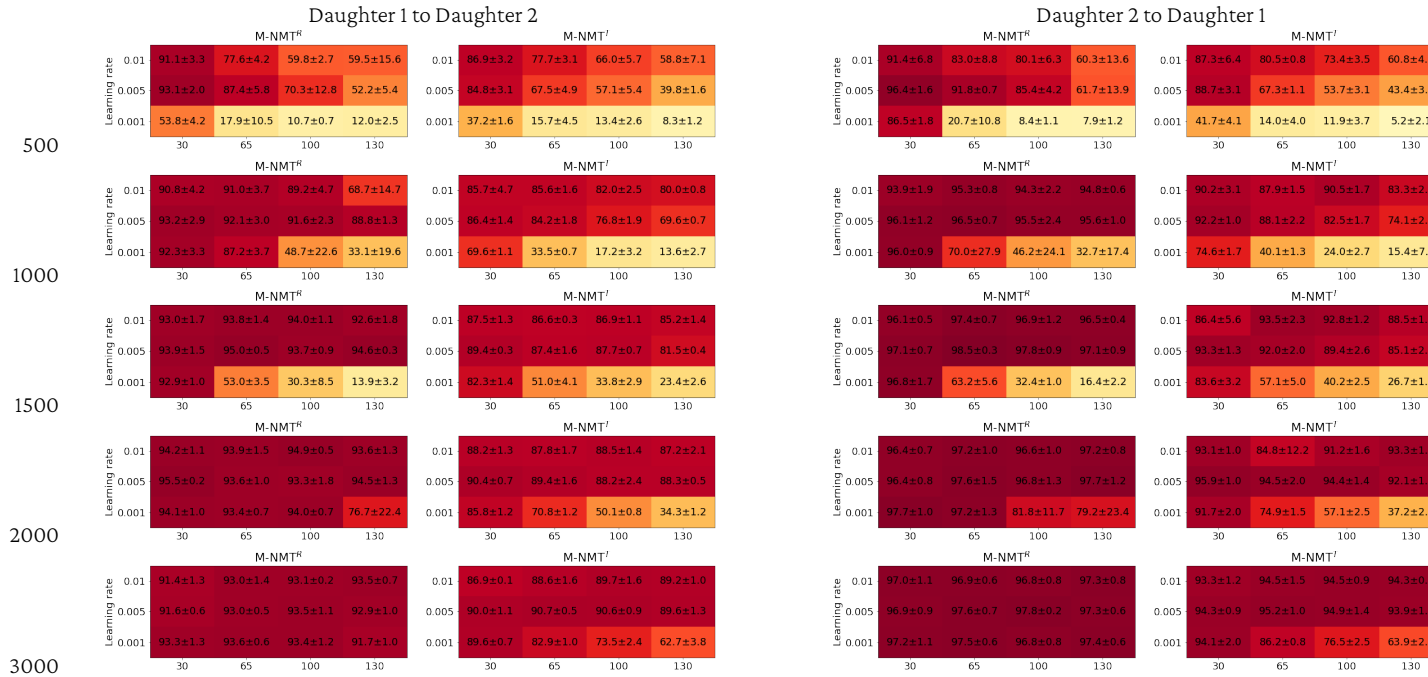 Daughter 1 to Daughter 2 Daughter 2 to Daughter 1
M-NMT^R M-NMT^I M-NMT^R M-NMT^I
0.01 91.1±3.3 77.6±4.2 59.8±2.7 59.5±15.6 0.01 86.9±3.2 77.7±3.1 66.0±5.7 58.8±7.1 0.01 91.4±6.8 83.0±8.8 80.1±6.3 60.3±13.6 0.01 87.3±6.4 80.5±0.8 73.4±3.5 60.8±4.
Learning rate 0.005 93.1±2.0 87.4±5.8 70.3±12.8 52.2±5.4 0.005 84.8±3.1 67.5±4.9 57.1±5.4 39.8±1.6 Learning rate 0.005 96.4±1.6 91.8±0.7 85.4±4.2 61.7±13.9 0.005 88.7±3.1 67.3±1.1 53.7±3.1 43.4±3.
0.001 53.8±4.2 17.9±10.5 10.7±0.7 12.0±2.5 0.001 37.2±1.6 15.7±4.5 13.4±2.6 8.3±1.2 0.001 86.5±1.8 20.7±10.8 8.4±1.1 7.9±1.2 0.001 41.7±4.1 14.0±4.0 11.9±3.7 5.2±2.1
500 30 65 100 130 30 65 100 130 30 65 100 130 30 65 100 130
M-NMT^R M-NMT^I M-NMT^R M-NMT^I
0.01 90.8±4.2 91.0±3.7 89.2±4.7 68.7±14.7 0.01 85.7±4.7 85.6±1.6 82.0±2.5 80.0±0.8 0.01 93.9±1.9 95.3±0.8 94.3±2.2 94.8±0.6 0.01 90.2±3.1 87.9±1.5 90.5±1.7 83.3±2.
Learning rate 0.005 93.2±2.9 92.1±3.0 91.6±2.3 88.8±1.3 0.005 86.4±1.4 84.2±1.8 76.8±1.9 69.6±0.7 Learning rate 0.005 96.1±1.2 96.5±0.7 95.5±2.4 95.6±1.0 0.005 92.2±1.0 88.1±2.2 82.5±1.7 74.1±2.
0.001 92.3±3.3 87.2±3.7 48.7±22.6 33.1±19.6 0.001 69.6±1.1 33.5±0.7 17.2±3.2 13.6±2.7 0.001 96.0±0.9 70.0±27.9 46.2±24.1 32.7±17.4 0.001 74.6±1.7 40.1±1.3 24.0±2.7 15.4±7.
1000 30 65 100 130 30 65 100 130 30 65 100 130 30 65 100 130
M-NMT^R M-NMT^I M-NMT^R M-NMT^I
0.01 93.0±1.7 93.8±1.4 94.0±1.1 92.6±1.8 0.01 87.5±1.3 86.6±0.3 86.9±1.1 85.2±1.4 0.01 96.1±0.5 97.4±0.7 96.9±1.2 96.5±0.4 0.01 86.4±5.6 93.5±2.3 92.8±1.2 88.5±1.
Learning rate 0.005 93.9±1.5 95.0±0.5 93.7±0.9 94.6±0.3 0.005 89.4±0.3 87.4±1.6 87.7±0.7 81.5±0.4 Learning rate 0.005 97.1±0.7 98.5±0.3 97.8±0.9 97.1±0.9 0.005 93.3±1.3 92.0±2.0 89.4±2.6 85.1±2.
0.001 92.9±1.0 53.0±3.5 30.3±8.5 13.9±3.2 0.001 82.3±1.4 51.0±4.1 33.8±2.9 23.4±2.6 0.001 96.8±1.7 63.2±5.6 32.4±1.0 16.4±2.2 0.001 83.6±3.2 57.1±5.0 40.2±2.5 26.7±1.
1500 30 65 100 130 30 65 100 130 30 65 100 130 30 65 100 130
M-NMT^R M-NMT^I M-NMT^R M-NMT^I
0.01 94.2±1.1 93.9±1.5 94.9±0.5 93.6±1.3 0.01 88.2±1.3 87.8±1.7 88.5±1.4 87.2±2.1 0.01 96.4±0.7 97.2±1.0 96.6±1.0 97.2±0.8 0.01 93.1±1.0 84.8±12.2 91.2±1.6 93.3±1.
Learning rate 0.005 95.5±0.2 93.6±1.0 93.3±1.8 94.5±1.3 0.005 90.4±0.7 89.4±1.6 88.2±2.4 88.3±0.5 Learning rate 0.005 96.4±0.8 97.6±1.5 96.8±1.3 97.7±1.2 0.005 95.9±1.0 94.5±2.0 94.4±1.4 92.1±1.
0.001 94.1±1.0 93.4±0.7 94.0±0.7 76.7±22.4 0.001 85.8±1.2 70.8±1.2 50.1±0.8 34.3±1.2 0.001 97.7±1.0 97.2±1.3 81.8±11.7 79.2±23.4 0.001 91.7±2.0 74.9±1.5 57.1±2.5 37.2±2.
2000 30 65 100 130 30 65 100 130 30 65 100 130 30 65 100 130
M-NMT^R M-NMT^I M-NMT^R M-NMT^I
0.01 91.4±1.3 93.0±1.4 93.1±0.2 93.5±0.7 0.01 86.9±0.1 88.6±1.6 89.7±1.6 89.2±1.0 0.01 97.0±1.1 96.9±0.6 96.8±0.8 97.3±0.8 0.01 93.3±1.2 94.5±1.5 94.5±0.9 94.3±0.
Learning rate 0.005 91.6±0.6 93.0±0.5 93.5±1.1 92.9±1.0 0.005 90.0±1.1 90.7±0.5 90.6±0.9 89.6±1.3 Learning rate 0.005 96.9±0.9 97.6±0.7 97.8±0.2 97.3±0.6 0.005 94.3±0.9 95.2±1.0 94.9±1.4 93.9±1.
0.001 93.3±1.3 93.6±0.6 93.4±1.2 91.7±1.0 0.001 89.6±0.7 82.9±1.0 73.5±2.4 62.7±3.8 0.001 97.2±1.1 97.5±0.6 96.8±0.8 97.4±0.6 0.001 94.1±2.0 86.2±0.8 76.5±2.5 63.9±2.
3000 30 65 100 130 30 65 100 130 30 65 100 130 30 65 100 130